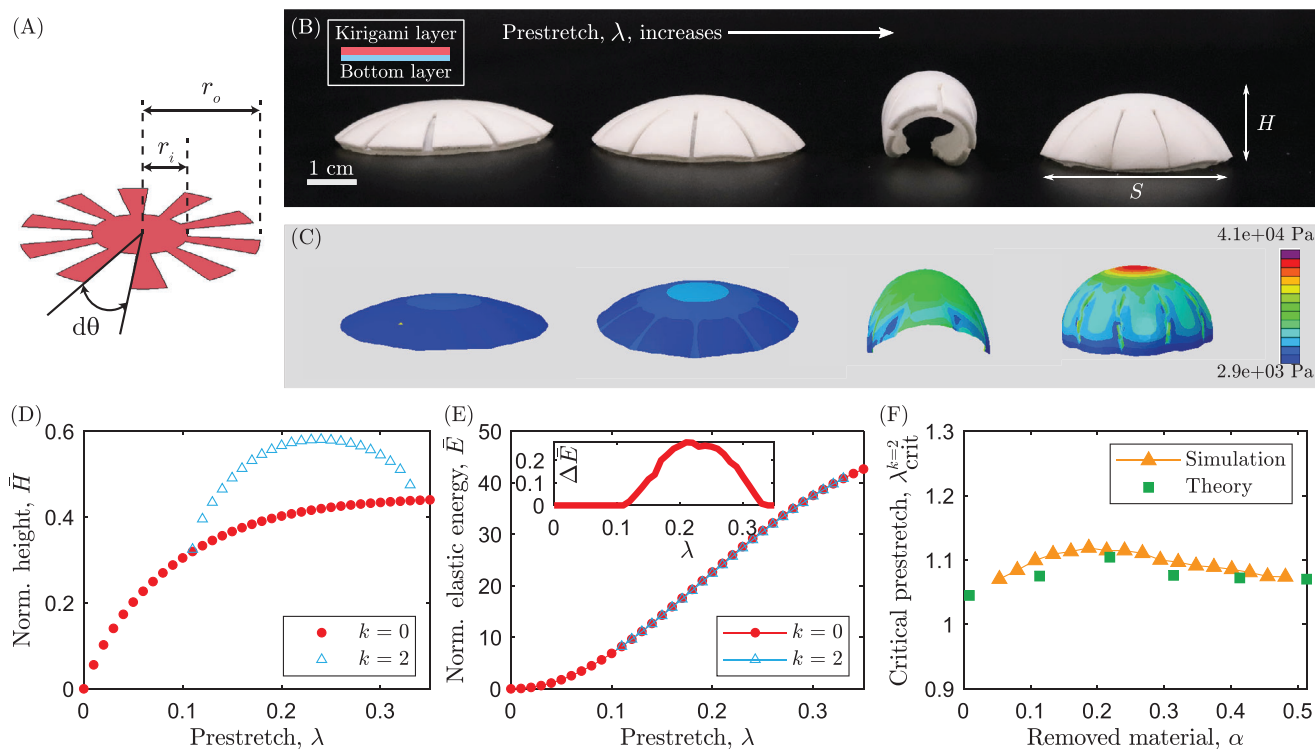 (A)
r_o
r_i
dθ
(B)
Kirigami layer
Bottom layer
Prestretch, λ, increases
1 cm
H
S
(C)
4.1e+04 Pa
2.9e+03 Pa
(D)
Norm. height, H̄
0.6
0.4
0.2
0
0 0.1 0.2 0.3
Prestretch, λ
k = 0
k = 2
(E)
Norm. elastic energy, Ē
50
40
30
20
10
0
0 0.1 0.2 0.3
Prestretch, λ
ΔĒ
0.2
0.1
0
0 0.1 0.2 0.3
λ
k = 0
k = 2
(F)
Critical prestretch, λ_crit^{k=2}
1.3
1.2
1.1
1
0.9
0 0.1 0.2 0.3 0.4 0.5
Removed material, α
Simulation
Theory